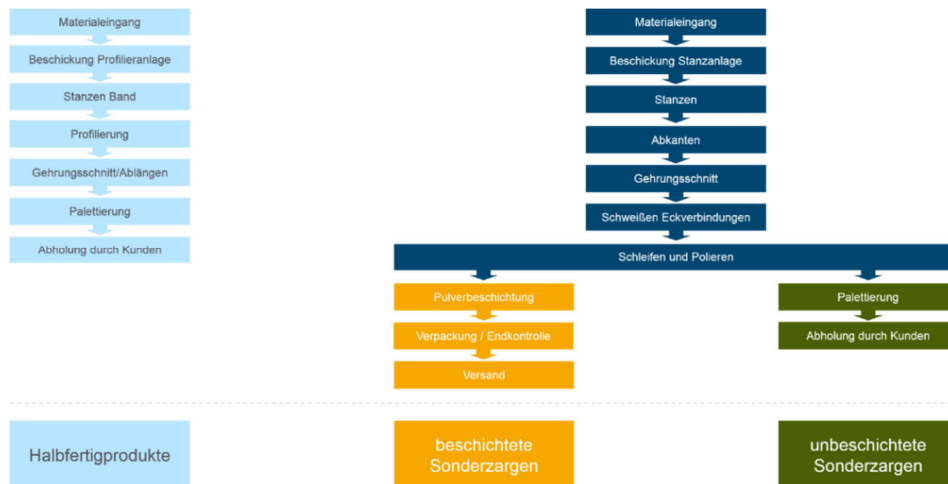 Materialeingang
Beschickung Profilieranlage
Stanzen Band
Profilierung
Gehrungsschnitt/Ablängen
Palettierung
Abholung durch Kunden
Materialeingang
Beschickung Stanzanlage
Stanzen
Abkanten
Gehrungsschnitt
Schweißen Eckverbindungen
Schleifen und Polieren
Pulverbeschichtung
Verpackung / Endkontrolle
Versand
Palettierung
Abholung durch Kunden
Halbfertigprodukte
beschichtete
Sonderzargen
unbeschichtete
Sonderzargen